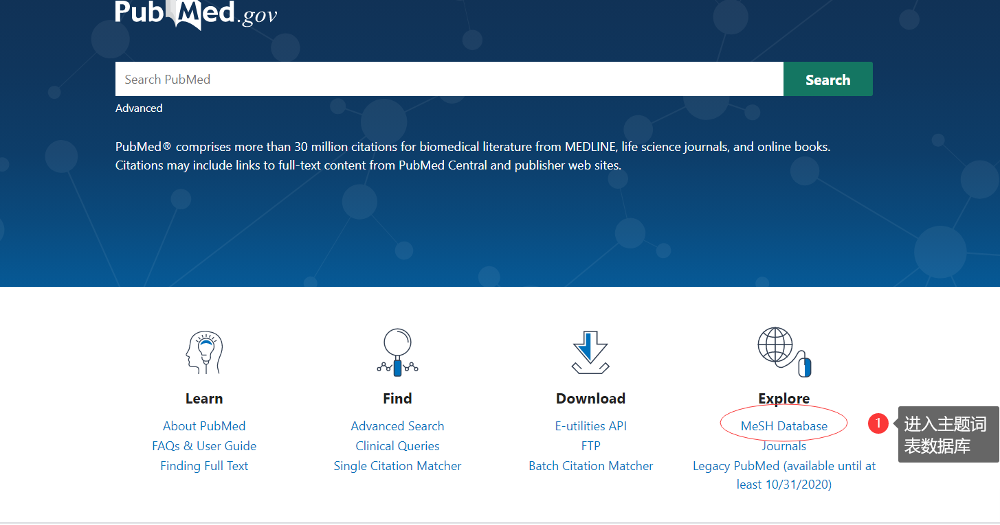 PubMed.gov
Search PubMed
Search
Advanced
PubMed® comprises more than 30 million citations for biomedical literature from MEDLINE, life science journals, and online books.
Citations may include links to full-text content from PubMed Central and publisher web sites.
Learn
About PubMed
FAQs & User Guide
Finding Full Text
Find
Advanced Search
Clinical Queries
Single Citation Matcher
Download
E-utilities API
FTP
Batch Citation Matcher
Explore
MeSH Database
Journals
Legacy PubMed (available until at
least 10/31/2020)
1
进入主题词
表数据库